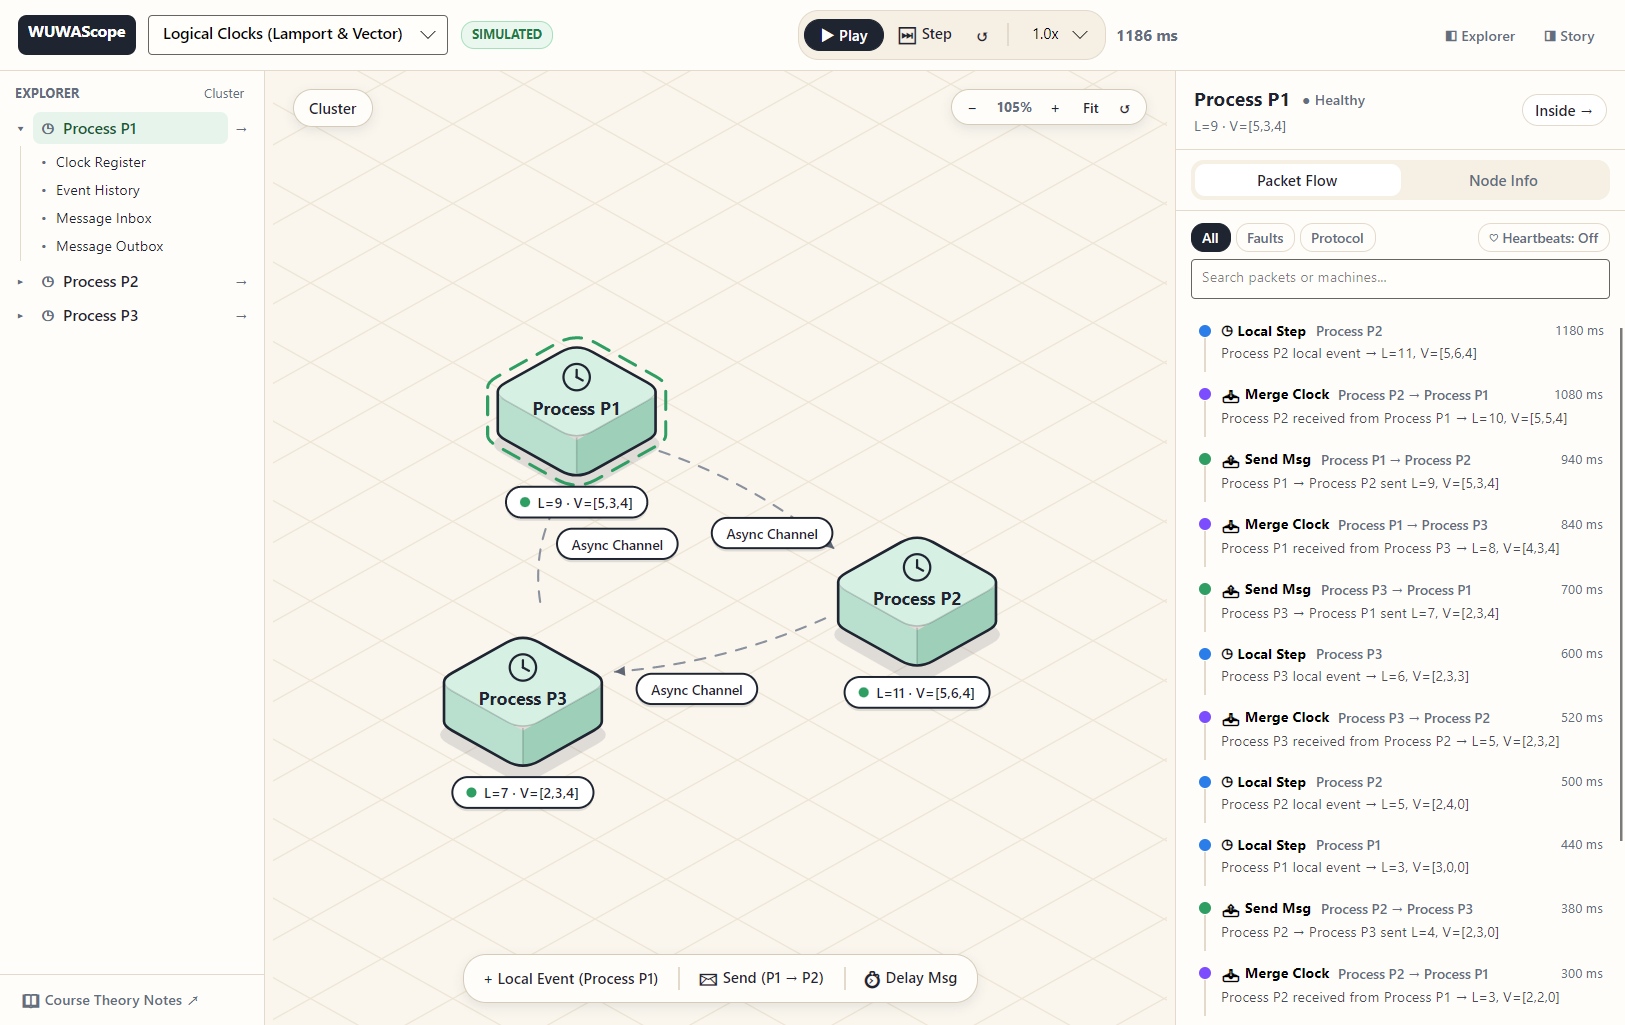 WUWAScope
Logical Clocks (Lamport & Vector)
SIMULATED
Play
Step
↺
1.0x
1186 ms
Explorer
Story
EXPLORER
Cluster
Process P1 →
Clock Register
Event History
Message Inbox
Message Outbox
Process P2 →
Process P3 →
Course Theory Notes ↗
Cluster
− 105% + Fit ↺
Process P1
L=9 · V=[5,3,4]
Async Channel
Async Channel
Process P2
L=11 · V=[5,6,4]
Process P3
Async Channel
L=7 · V=[2,3,4]
+ Local Event (Process P1)
Send (P1 → P2)
Delay Msg
Process P1 ● Healthy
L=9 · V=[5,3,4]
Inside →
Packet Flow
Node Info
All
Faults
Protocol
♡ Heartbeats: Off
Search packets or machines...
Local Step Process P2 1180 ms
Process P2 local event → L=11, V=[5,6,4]
Merge Clock Process P2 → Process P1 1080 ms
Process P2 received from Process P1 → L=10, V=[5,5,4]
Send Msg Process P1 → Process P2 940 ms
Process P1 → Process P2 sent L=9, V=[5,3,4]
Merge Clock Process P1 → Process P3 840 ms
Process P1 received from Process P3 → L=8, V=[4,3,4]
Send Msg Process P3 → Process P1 700 ms
Process P3 → Process P1 sent L=7, V=[2,3,4]
Local Step Process P3 600 ms
Process P3 local event → L=6, V=[2,3,3]
Merge Clock Process P3 → Process P2 520 ms
Process P3 received from Process P2 → L=5, V=[2,3,2]
Local Step Process P2 500 ms
Process P2 local event → L=5, V=[2,4,0]
Local Step Process P1 440 ms
Process P1 local event → L=3, V=[3,0,0]
Send Msg Process P2 → Process P3 380 ms
Process P2 → Process P3 sent L=4, V=[2,3,0]
Merge Clock Process P2 → Process P1 300 ms
Process P2 received from Process P1 → L=3, V=[2,2,0]